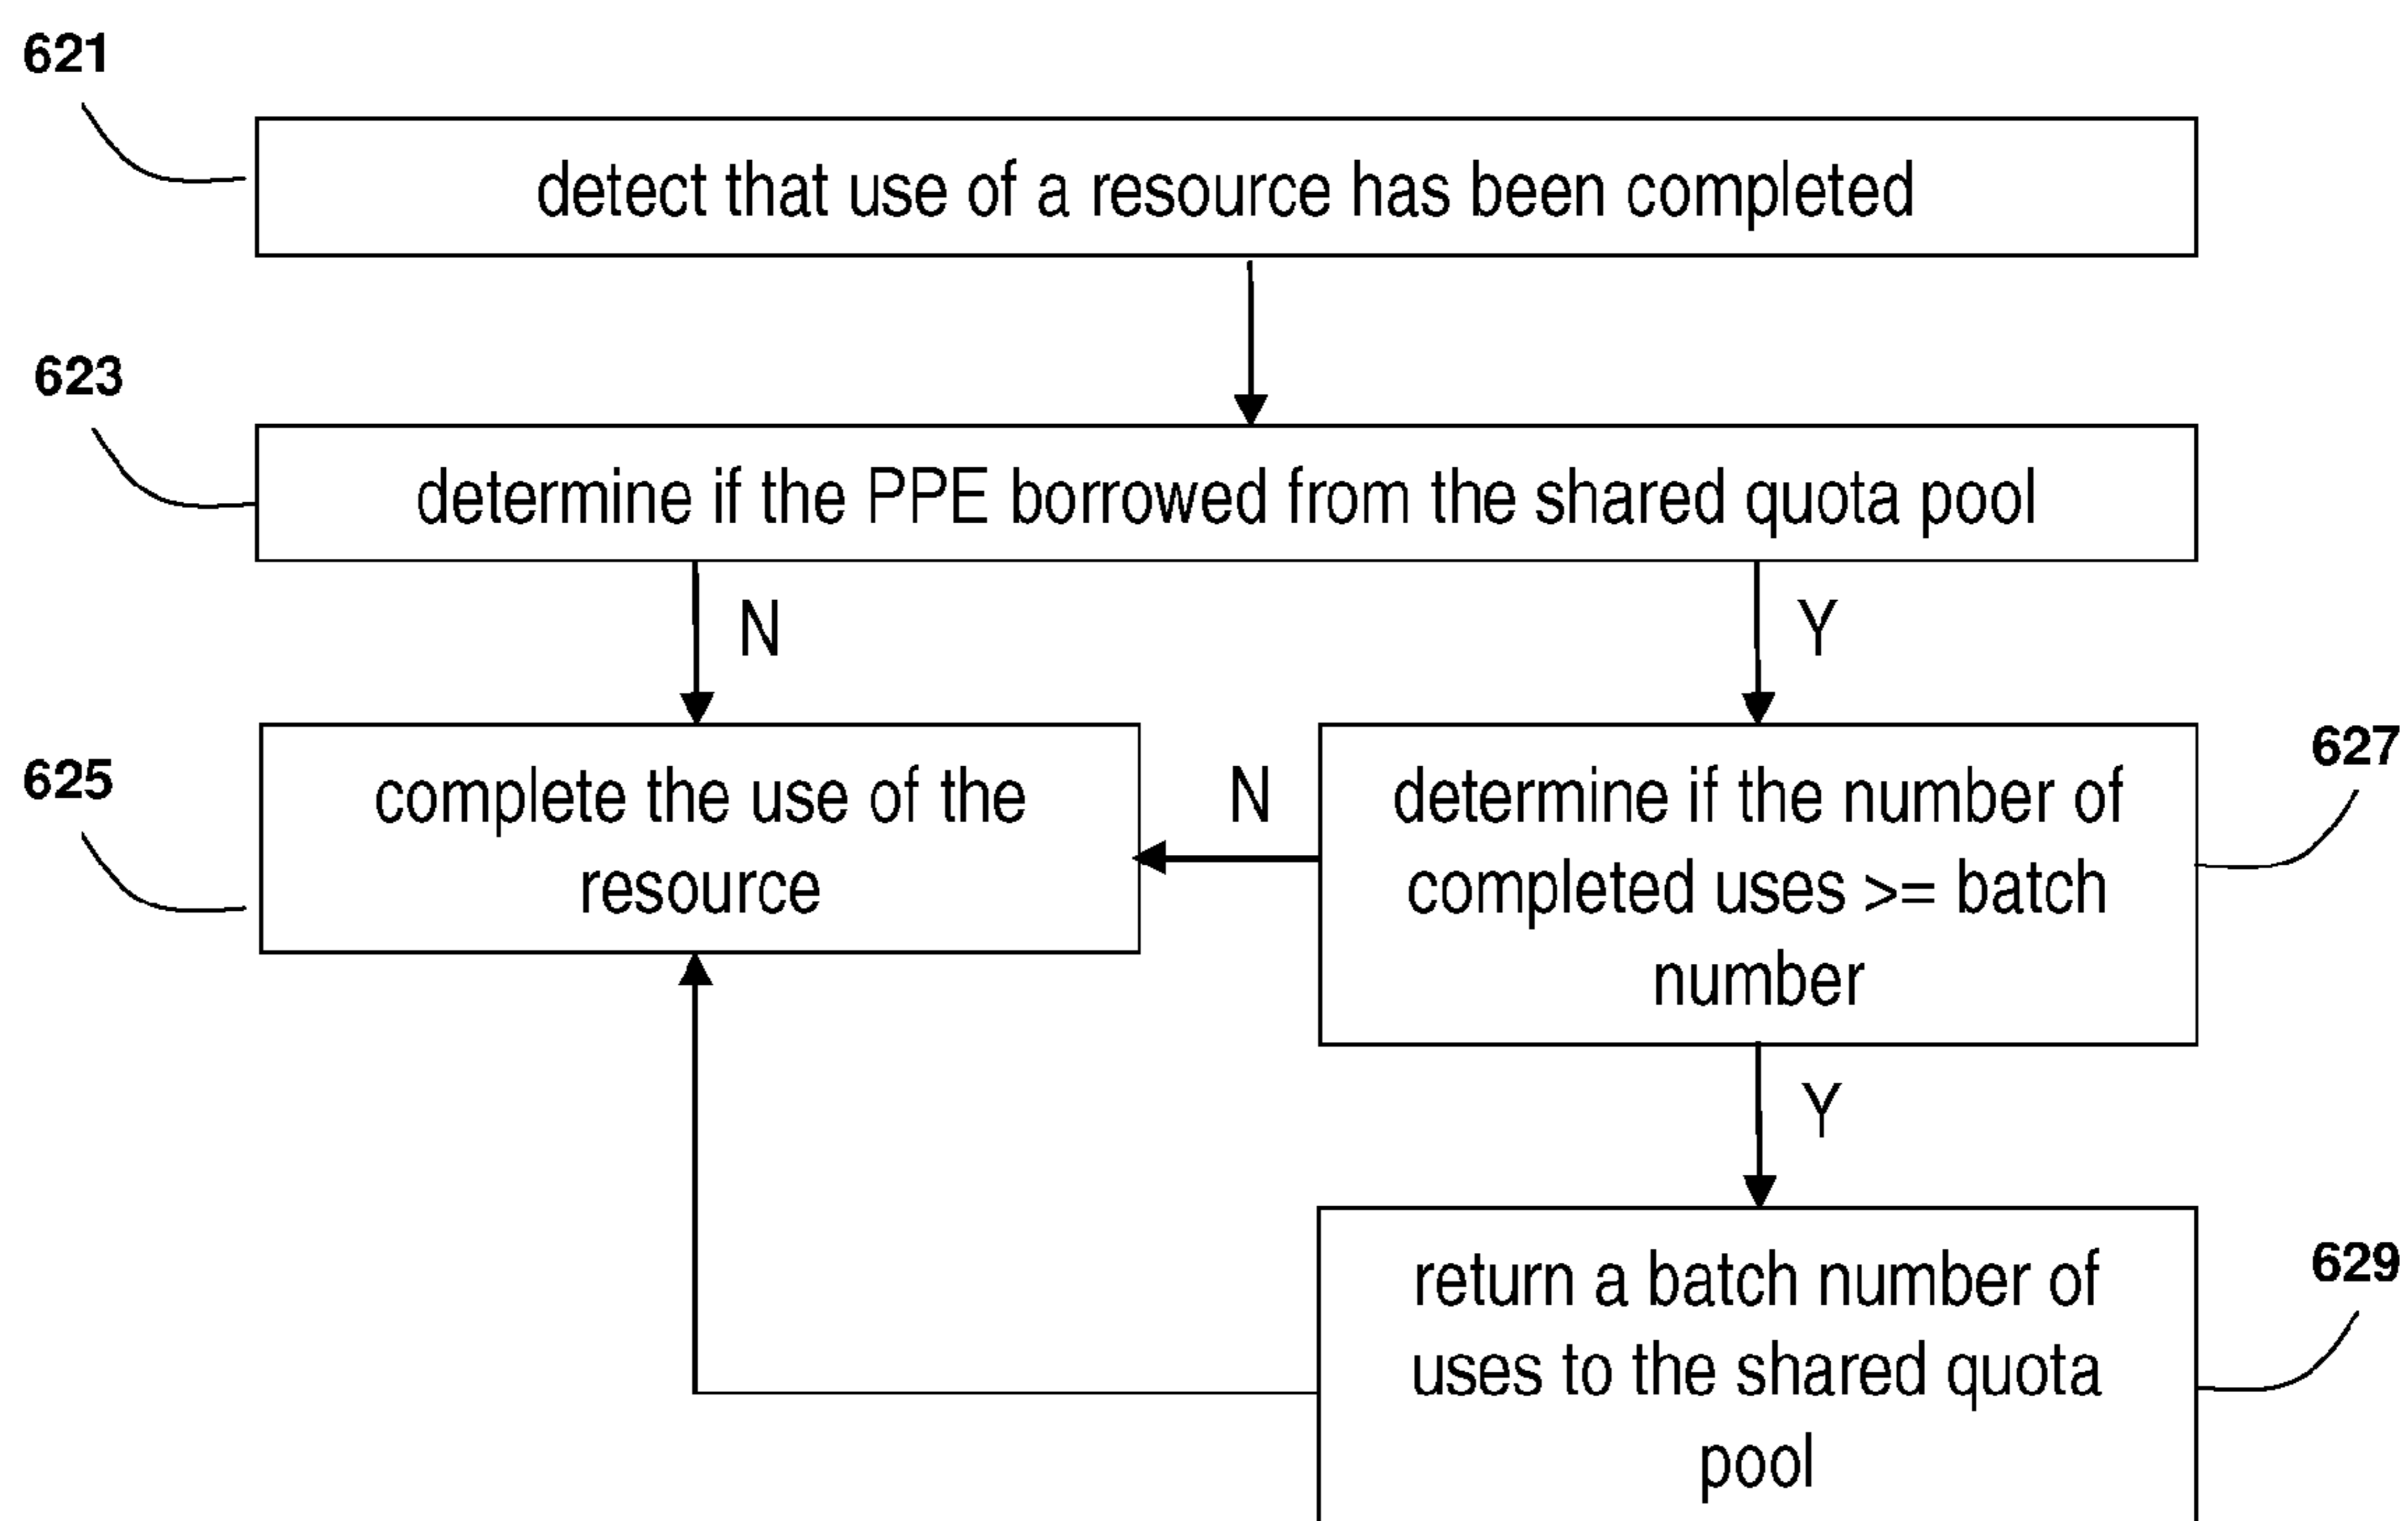 621
detect that use of a resource has been completed
623
determine if the PPE borrowed from the shared quota pool
N
Y
625
complete the use of the
resource
N
determine if the number of
completed uses >= batch
number
627
Y
return a batch number of
uses to the shared quota
pool
629